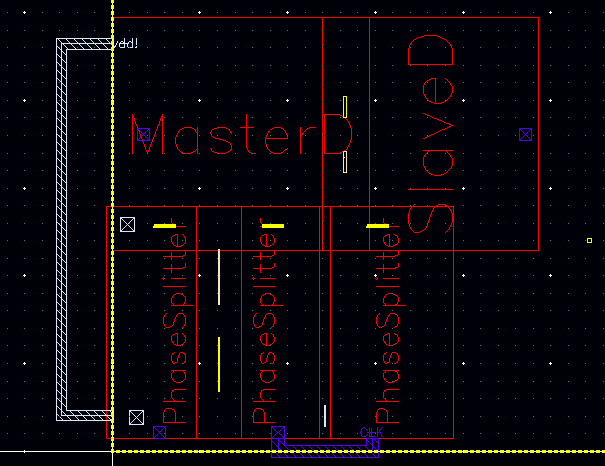 vdd!
MasterD
SlaveD
PhaseSplitter
PhaseSplitter
PhaseSplitter
Clk